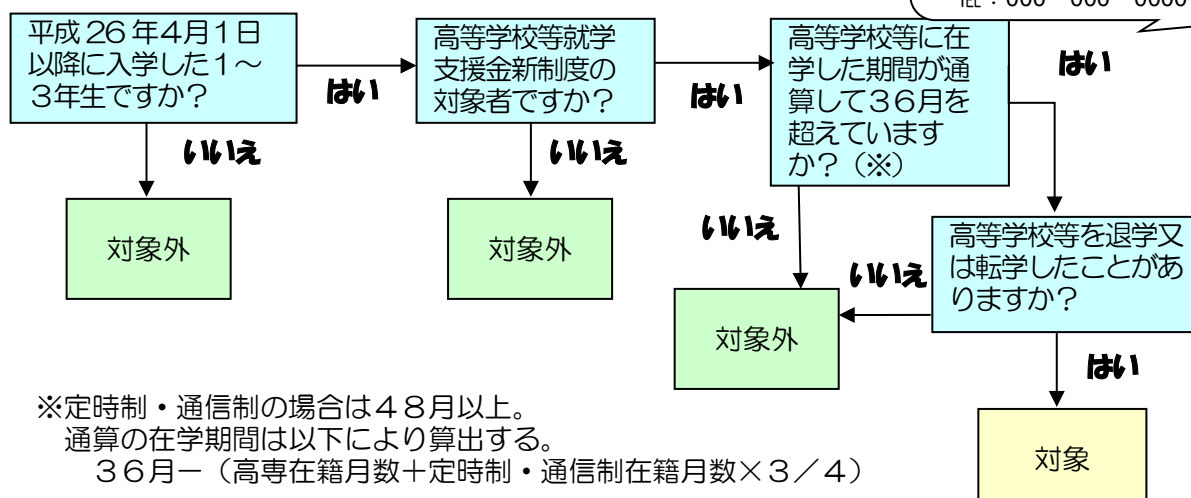 平成26年4月1日
以降に入学した1~
3年生ですか?
はい
いいえ
対象外
高等学校等就学
支援金新制度の
対象者ですか?
はい
いいえ
対象外
高等学校等に在
学した期間が通
算して36月を
超えています
か?(※)
はい
いいえ
対象外
高等学校等を退学又
は転学したことがあ
りますか?
いいえ
はい
対象
※定時制・通信制の場合は48月以上。
通算の在学期間は以下により算出する。
36月-(高専在籍月数+定時制・通信制在籍月数×3/4)